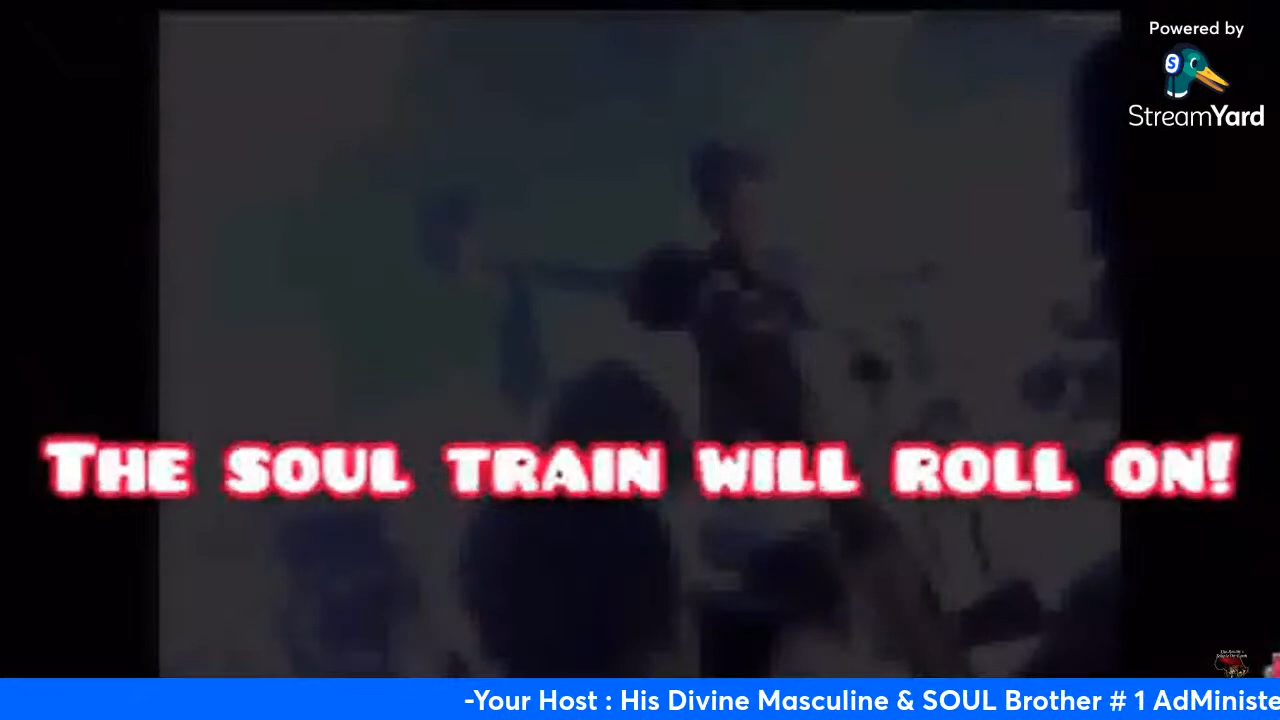 Powered by
StreamYard
THE SOUL TRAIN WILL ROLL ON!
-Your Host : His Divine Masculine & SOUL Brother # 1 AdMiniste